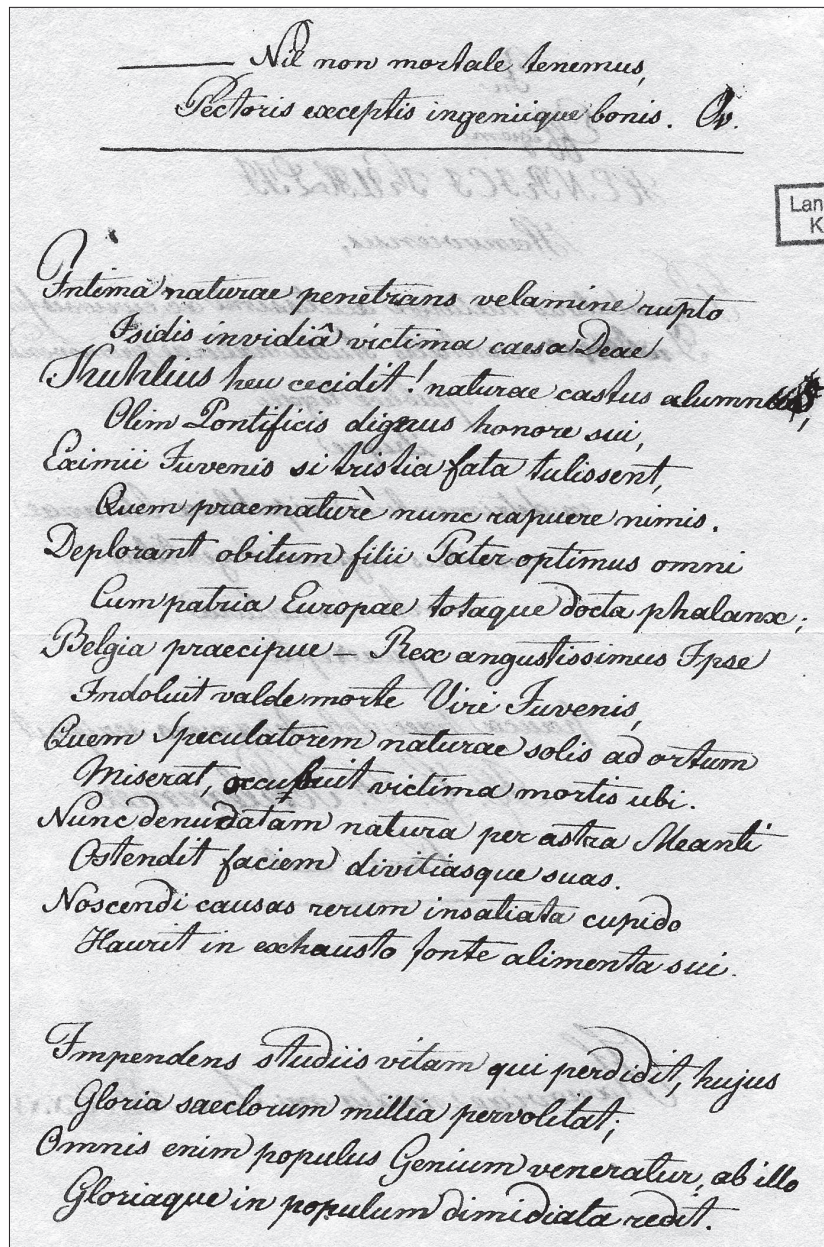 Nil non mortale tenemus,
Pectoris exceptis ingeniique bonis. Ov.
Lan
K
Intima naturae penetrans velamine rupto
Isidis invidiâ victima caesa Deae!
Kuhlius heu cecidit! naturae castus alumnus,
Olim Pontificis dignus honore sui,
Eximii Juvenis si tristia fata tulissent,
Quem praematurè nunc rapuere nimis.
Deplorant obitum filii Pater optimus omni
Cum patria Europae totaque docta phalanx;
Belgia praecipue – Rex angustissimus Ipse
Indoluit valde morte Viri Juvenis,
Quem Speculatorem naturae solis ad ortum
Miserat, occubuit victima mortis ubi.
Nunc denudatam natura per astra Meanti
Ostendit faciem divitiasque suas.
Noscendi causas rerum insatiata cupido
Haurit in exhausto fonte alimenta sui.
Impendens studiis vitam qui perdidit, hujus
Gloria saeclorum millia pervolitat;
Omnis enim populus Genium veneratur, ab illo
Gloriaque in populum dimidiata redit.